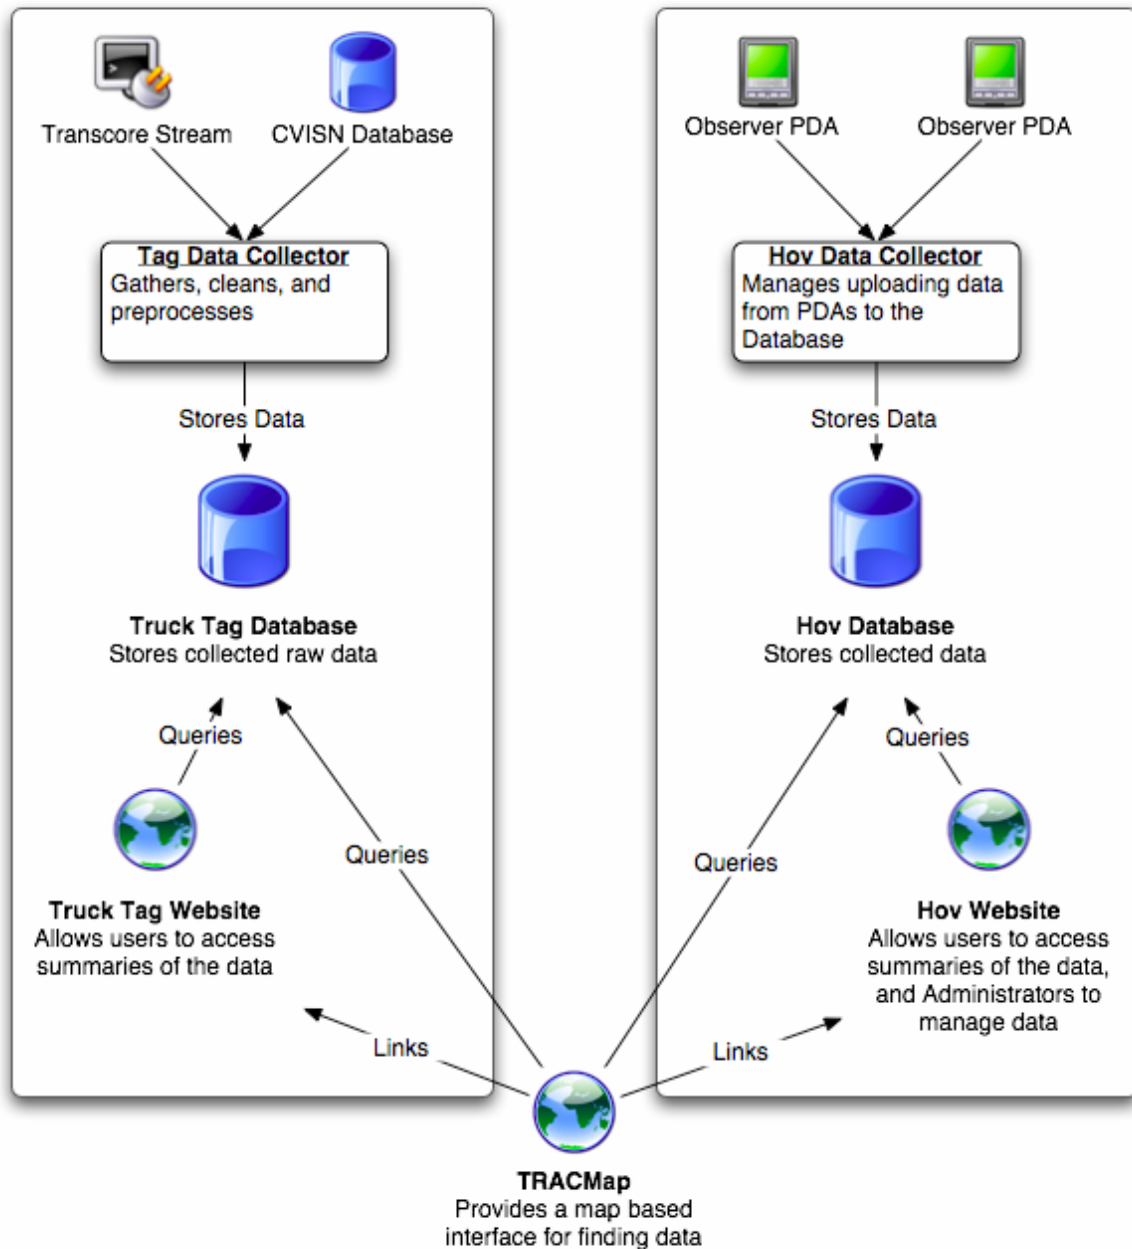 Transcore Stream
CVISN Database
Tag Data Collector
Gathers, cleans, and
preprocesses
Stores Data
Truck Tag Database
Stores collected raw data
Queries
Queries
Truck Tag Website
Allows users to access
summaries of the data
Links
Observer PDA
Observer PDA
Hov Data Collector
Manages uploading data
from PDAs to the
Database
Stores Data
Hov Database
Stores collected data
Queries
Queries
Hov Website
Allows users to access
summaries of the data,
and Administrators to
manage data
Links
TRACMap
Provides a map based
interface for finding data